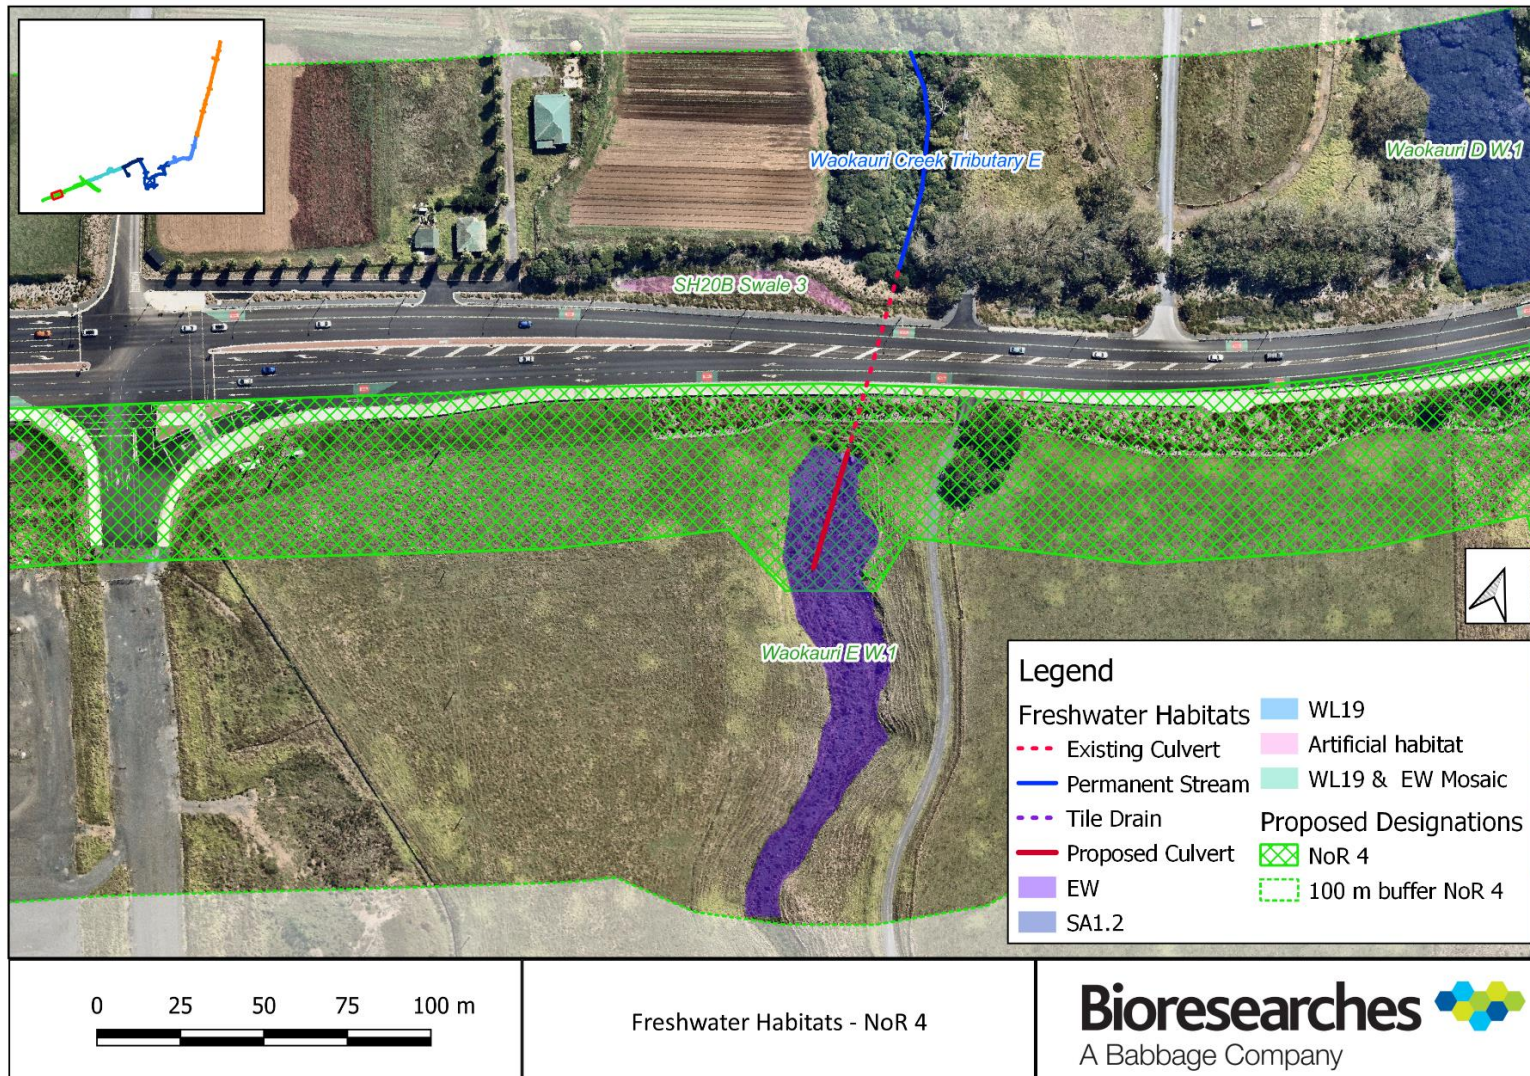 Waokauri Creek Tributary E
Waokauri D W.1
SH20B Swale 3
Waokauri E W.1
Legend
Freshwater Habitats
Existing Culvert
Permanent Stream
Tile Drain
Proposed Culvert
EW
SA1.2
WL19
Artificial habitat
WL19 & EW Mosaic
Proposed Designations
NoR 4
100 m buffer NoR 4
0 25 50 75 100 m
Freshwater Habitats - NoR 4
Bioresearches
A Babbage Company